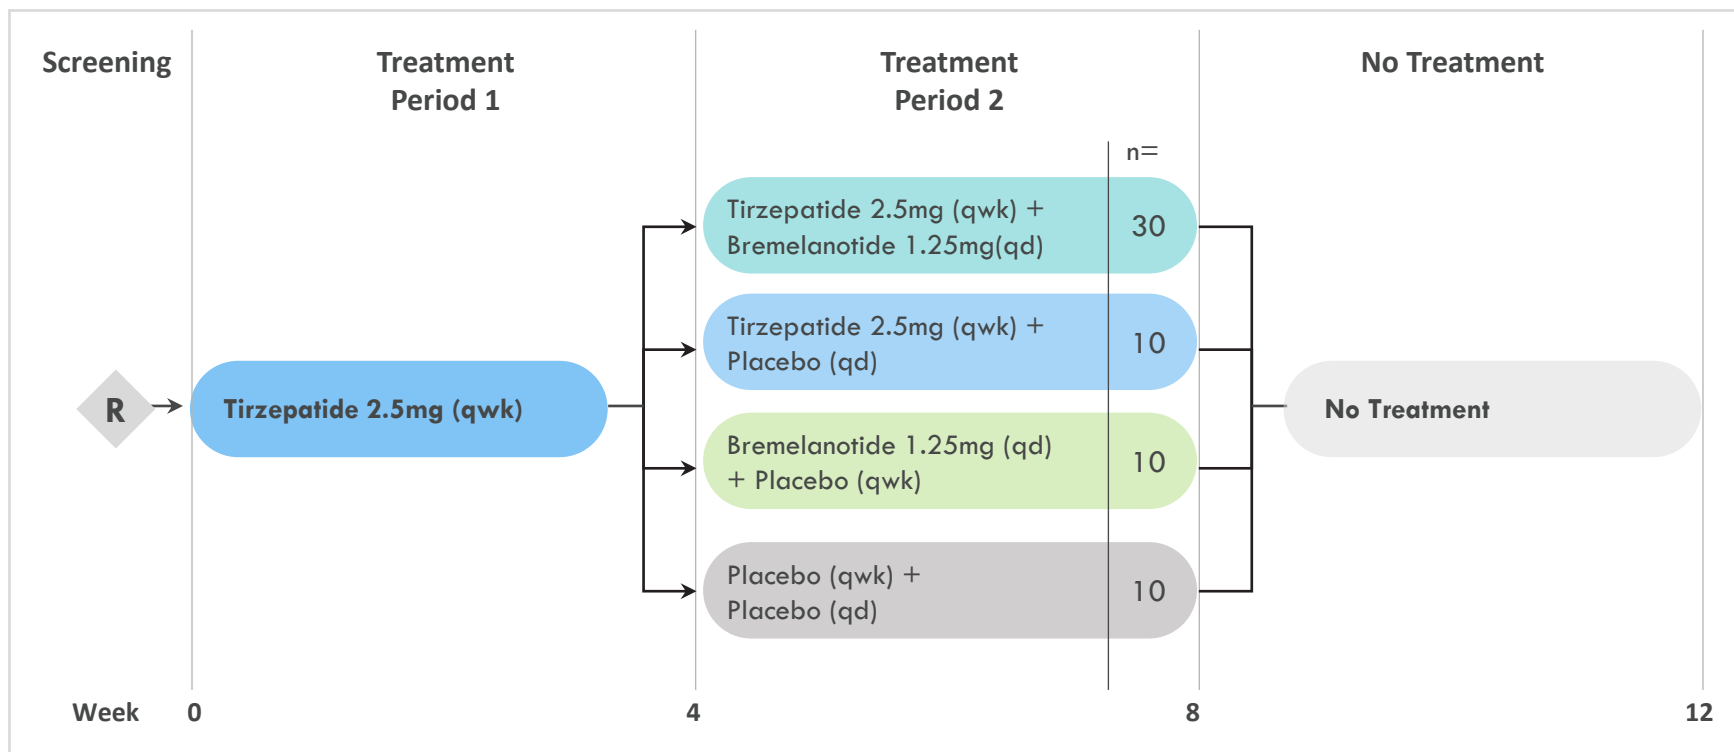 Screening
Treatment
Period 1
Treatment
Period 2
No Treatment
n=
R
Tirzepatide 2.5mg (qwk)
Tirzepatide 2.5mg (qwk) +
Bremelanotide 1.25mg(qd)
30
Tirzepatide 2.5mg (qwk) +
Placebo (qd)
10
Bremelanotide 1.25mg (qd)
+ Placebo (qwk)
10
Placebo (qwk) +
Placebo (qd)
10
No Treatment
Week 0 4 8 12